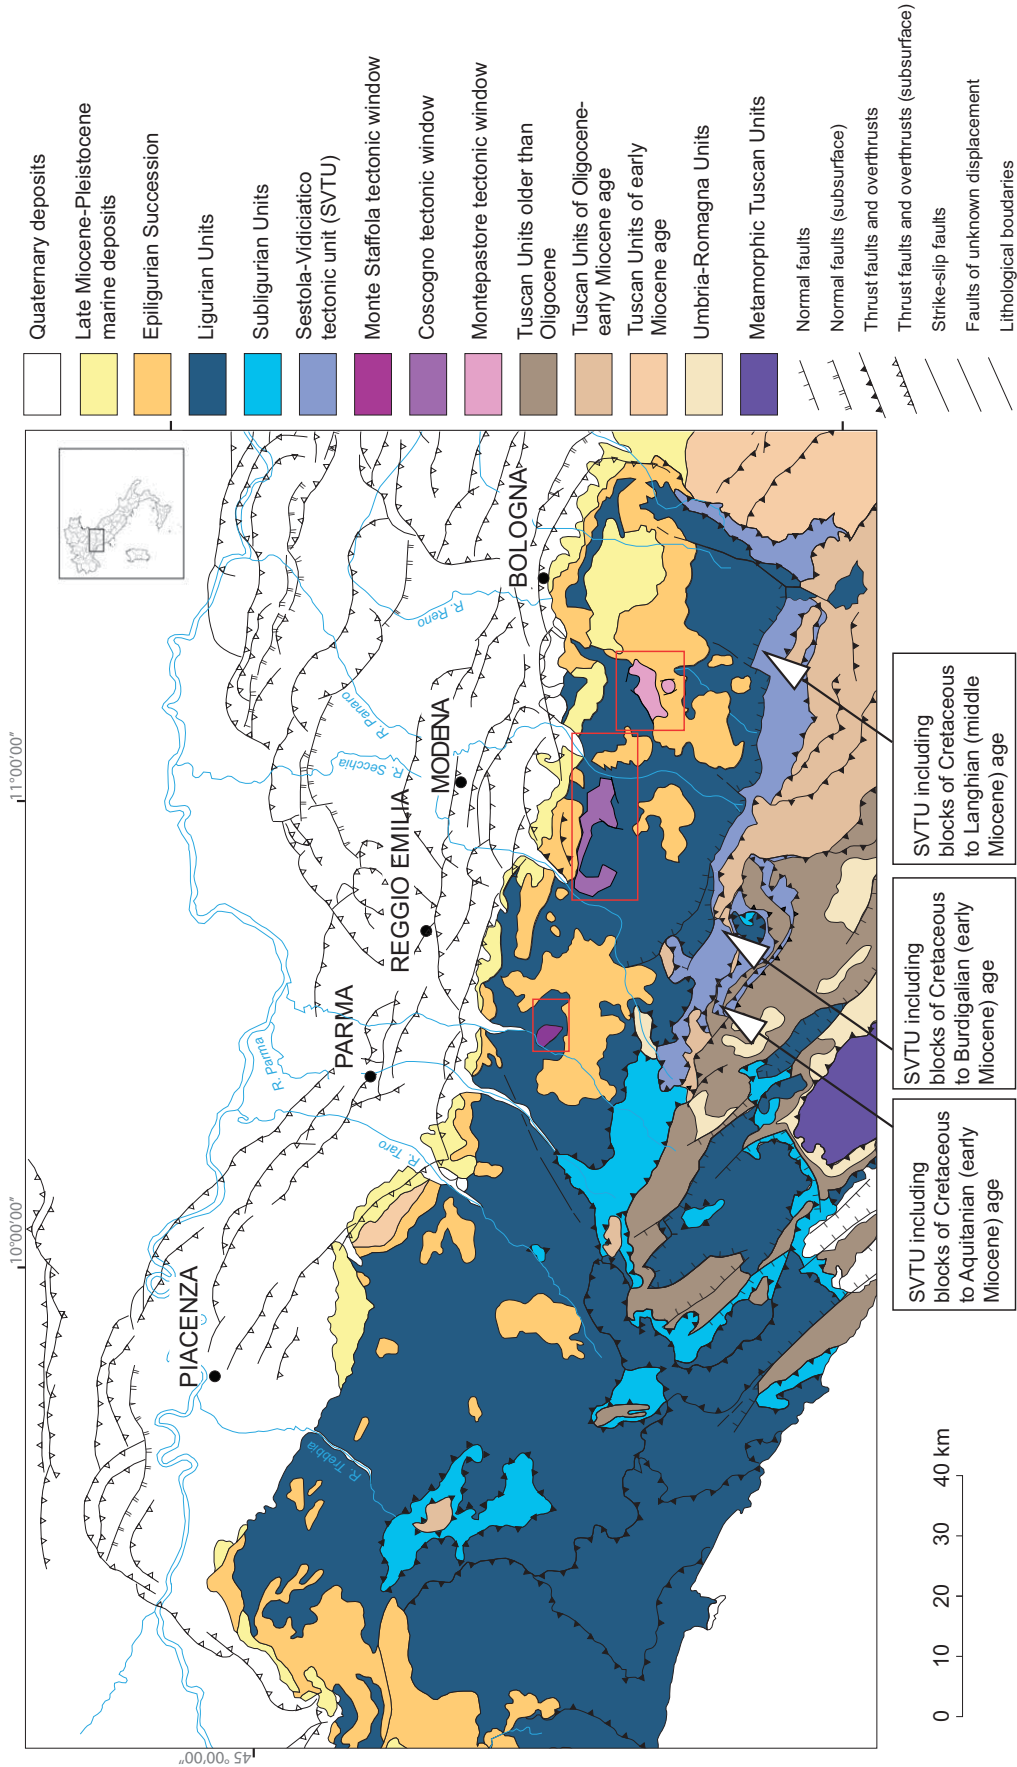 Quaternary deposits
Late Miocene-Pleistocene
marine deposits
Epiligurian Succession
Ligurian Units
Subligurian Units
Sestola-Vidiciatico
tectonic unit (SVTU)
Monte Staffola tectonic window
Coscogno tectonic window
Montepastore tectonic window
Tuscan Units older than
Oligocene
Tuscan Units of Oligocene-
early Miocene age
Tuscan Units of early
Miocene age
Umbria-Romagna Units
Metamorphic Tuscan Units
Normal faults
Normal faults (subsurface)
Thrust faults and overthrusts
Thrust faults and overthrusts (subsurface)
Strike-slip faults
Faults of unknown displacement
Lithological boudaries
10°00'00"
11°00'00"
45°00'00"
PIACENZA
PARMA
REGGIO EMILIA
MODENA
BOLOGNA
R. Trebbia
R. Taro
R. Parma
R. Secchia
R. Panaro
R. Reno
0 10 20 30 40 km
SVTU including
blocks of Cretaceous
to Aquitanian (early
Miocene) age
SVTU including
blocks of Cretaceous
to Burdigalian (early
Miocene) age
SVTU including
blocks of Cretaceous
to Langhian (middle
Miocene) age